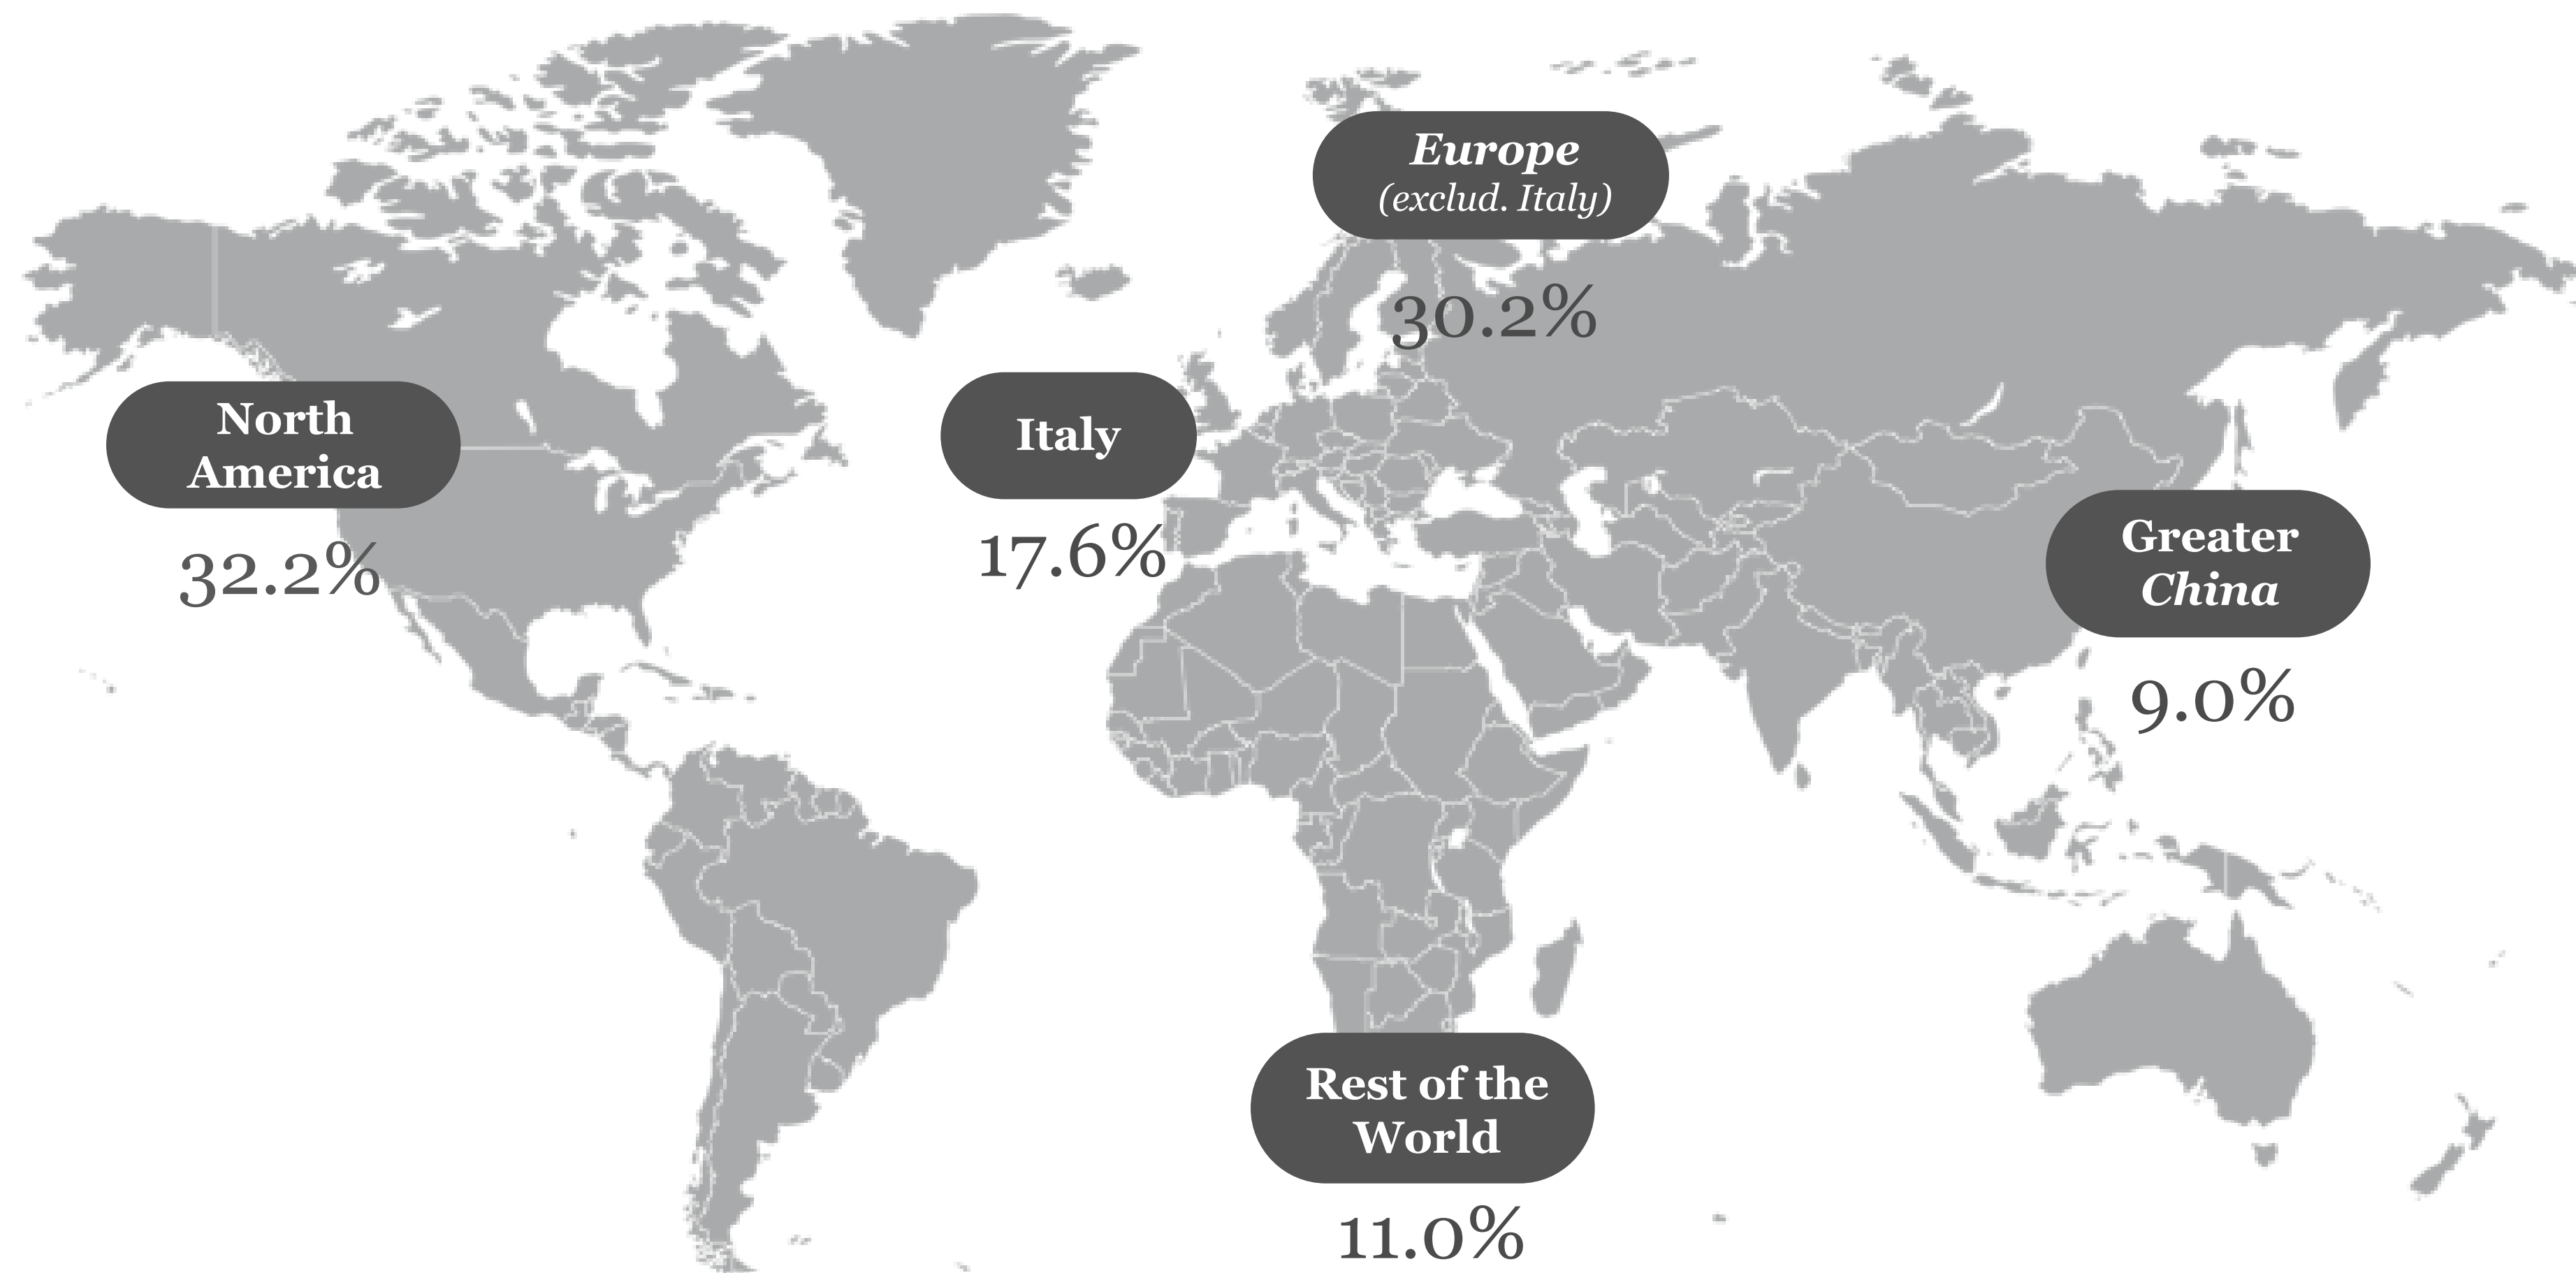 Europe
(exclud. Italy)
30.2%
North
America
32.2%
Italy
17.6%
Greater
China
9.0%
Rest of the
World
11.0%